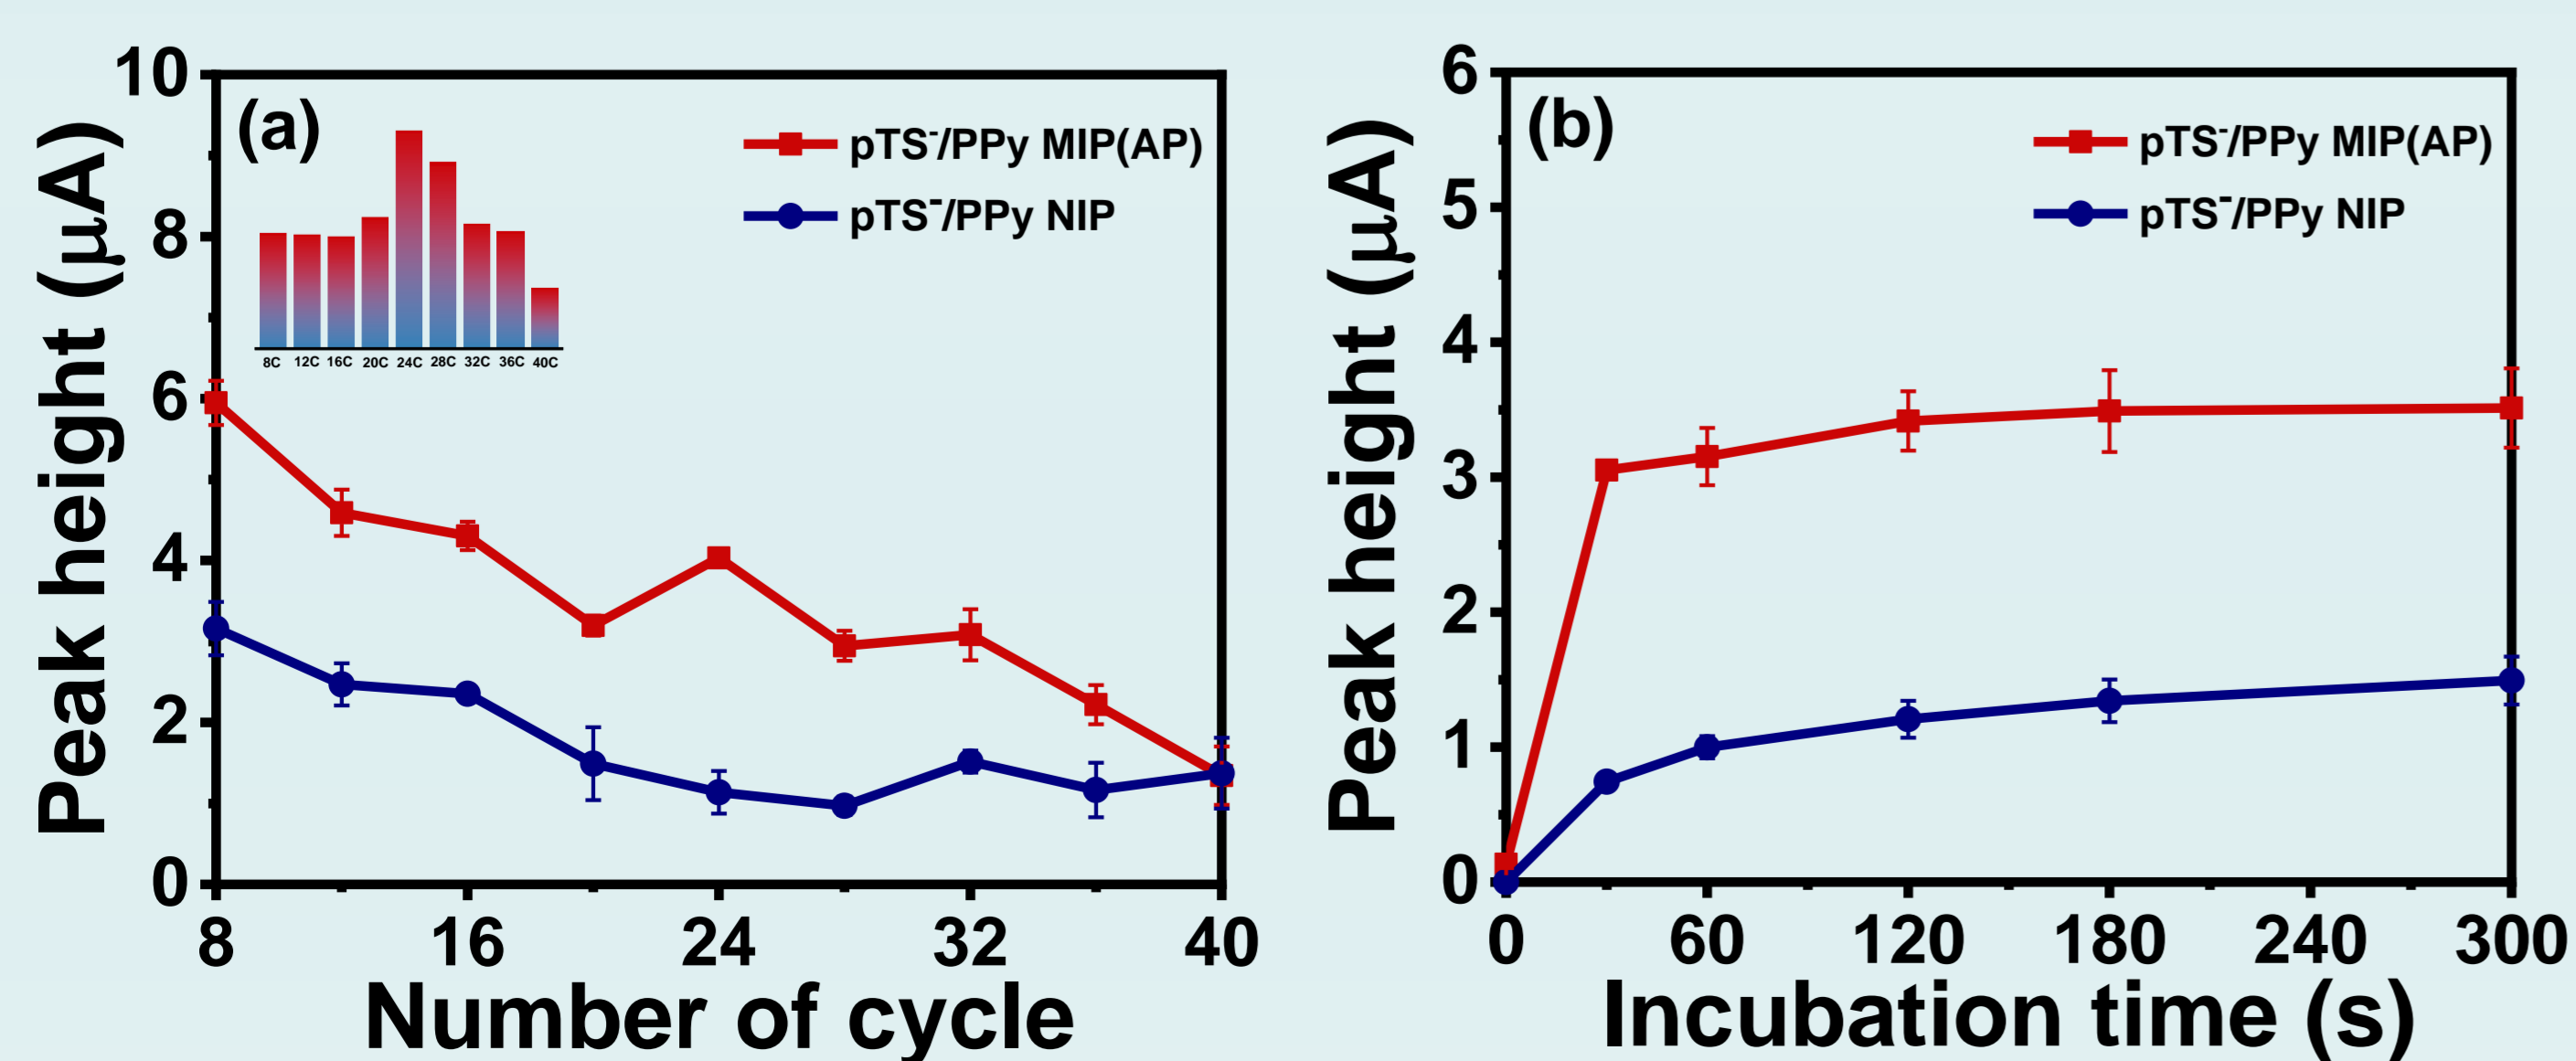 (a)
pTS⁻/PPy MIP(AP)
pTS⁻/PPy NIP
8C 12C 16C 20C 24C 28C 32C 36C 40C
10
8
6
4
2
0
Peak height (μA)
8 16 24 32 40
Number of cycle
(b)
pTS⁻/PPy MIP(AP)
pTS⁻/PPy NIP
6
5
4
3
2
1
0
Peak height (μA)
0 60 120 180 240 300
Incubation time (s)